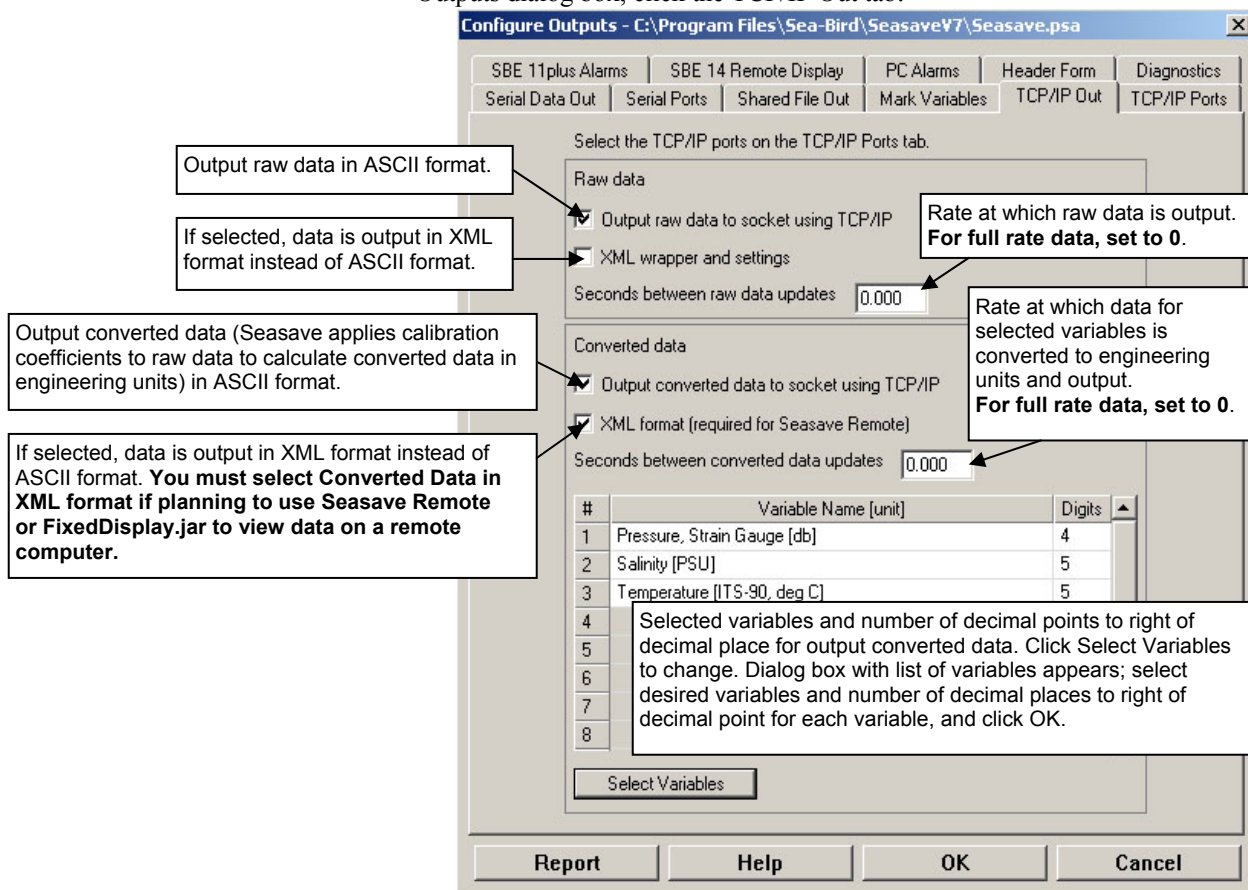 Outputs dialog box, click the TCP/IP Out tab.
Configure Outputs - C:\Program Files\Sea-Bird\SeasaveV7\Seasave.psa
SBE 11plus Alarms
SBE 14 Remote Display
PC Alarms
Header Form
Diagnostics
Serial Data Out
Serial Ports
Shared File Out
Mark Variables
TCP/IP Out
TCP/IP Ports
Select the TCP/IP ports on the TCP/IP Ports tab.
Output raw data in ASCII format.
Raw data
Output raw data to socket using TCP/IP
Rate at which raw data is output.
For full rate data, set to 0.
If selected, data is output in XML
format instead of ASCII format.
XML wrapper and settings
Seconds between raw data updates
0.000
Rate at which data for
selected variables is
converted to engineering
units and output.
For full rate data, set to 0.
Output converted data (Seasave applies calibration
coefficients to raw data to calculate converted data in
engineering units) in ASCII format.
Converted data
Output converted data to socket using TCP/IP
XML format (required for Seasave Remote)
If selected, data is output in XML format instead of
ASCII format. You must select Converted Data in
XML format if planning to use Seasave Remote
or FixedDisplay.jar to view data on a remote
computer.
Seconds between converted data updates
0.000
# Variable Name [unit] Digits
1 Pressure, Strain Gauge [db] 4
2 Salinity [PSU] 5
3 Temperature [ITS-90, deg C] 5
4
5
6
7
8
Selected variables and number of decimal points to right of
decimal place for output converted data. Click Select Variables
to change. Dialog box with list of variables appears; select
desired variables and number of decimal places to right of
decimal point for each variable, and click OK.
Select Variables
Report
Help
OK
Cancel